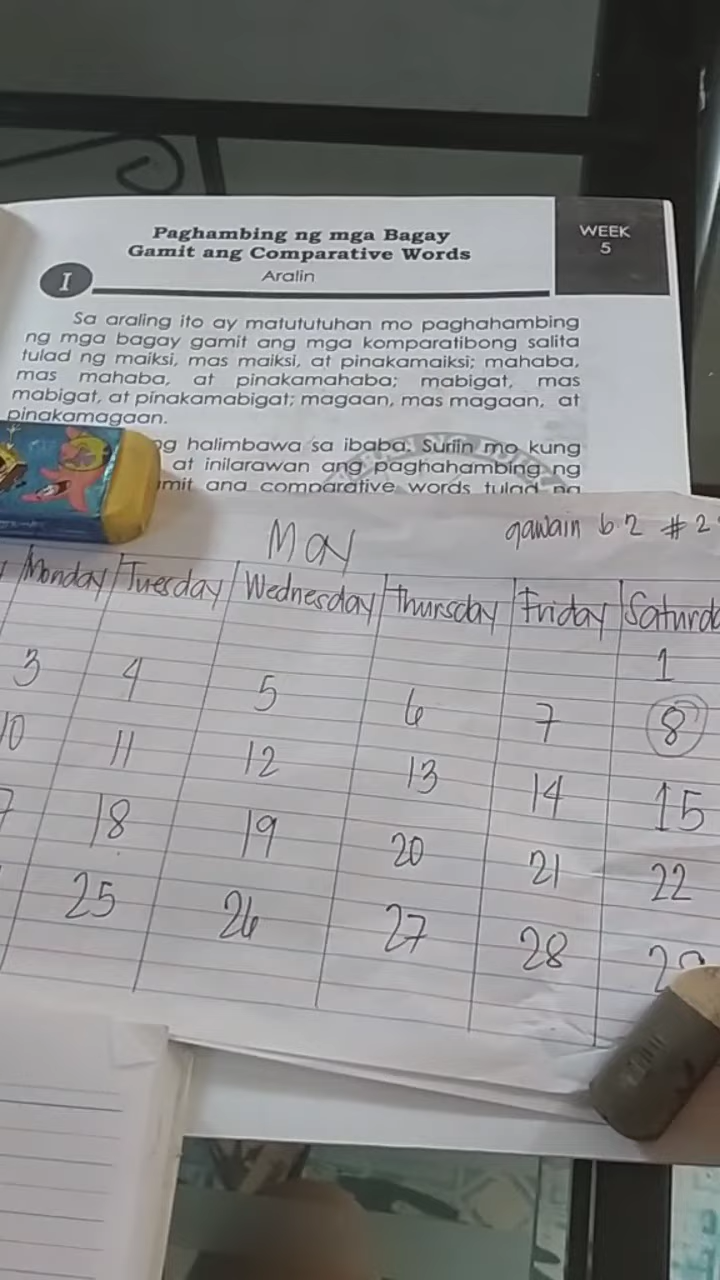 Paghambing ng mga Bagay
Gamit ang Comparative Words
Aralin
WEEK
5
I
Sa araling ito ay matututuhan mo paghahambing
ng mga bagay gamit ang mga komparatibong salita
tulad ng maiksi, mas maiksi, at pinakamaiksi; mahaba,
mas mahaba, at pinakamahaba; mabigat, mas
mabigat, at pinakamabigat; magaan, mas magaan, at
pinakamagaan.
halimbawa sa ibaba. Suriin mo kung
at inilarawan ang paghahambing ng
ang comparative words tulad ng
May
gawain b 2 # 2
Monday Tuesday Wednesday Thursday Friday
1
3 4 5 6 7 8
10 11 12 13 14 15
18 19 20 21 22
25 26 27 28